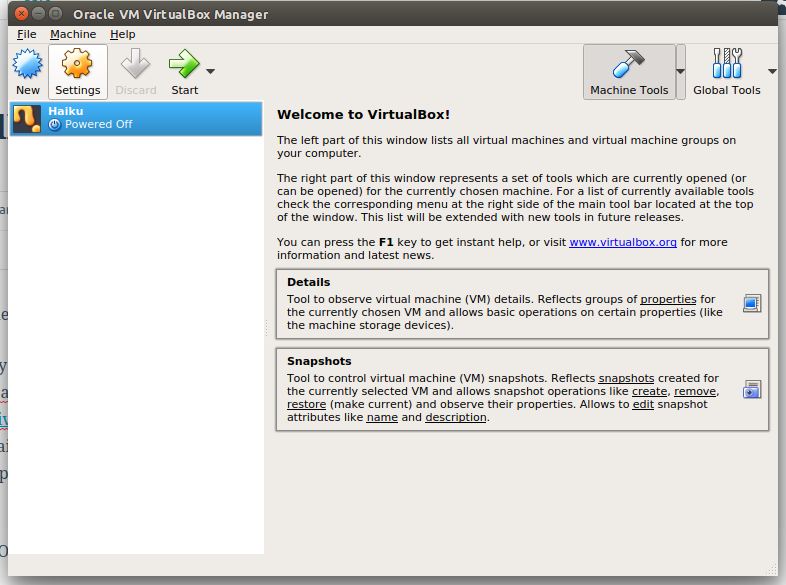 Oracle VM VirtualBox Manager
File Machine Help
New Settings Discard Start Machine Tools Global Tools
Haiku
Powered Off
Welcome to VirtualBox!
The left part of this window lists all virtual machines and virtual machine groups on
your computer.
The right part of this window represents a set of tools which are currently opened (or
can be opened) for the currently chosen machine. For a list of currently available tools
check the corresponding menu at the right side of the main tool bar located at the top
of the window. This list will be extended with new tools in future releases.
You can press the F1 key to get instant help, or visit www.virtualbox.org for more
information and latest news.
Details
Tool to observe virtual machine (VM) details. Reflects groups of properties for
the currently chosen VM and allows basic operations on certain properties (like
the machine storage devices).
Snapshots
Tool to control virtual machine (VM) snapshots. Reflects snapshots created for
the currently selected VM and allows snapshot operations like create, remove,
restore (make current) and observe their properties. Allows to edit snapshot
attributes like name and description.